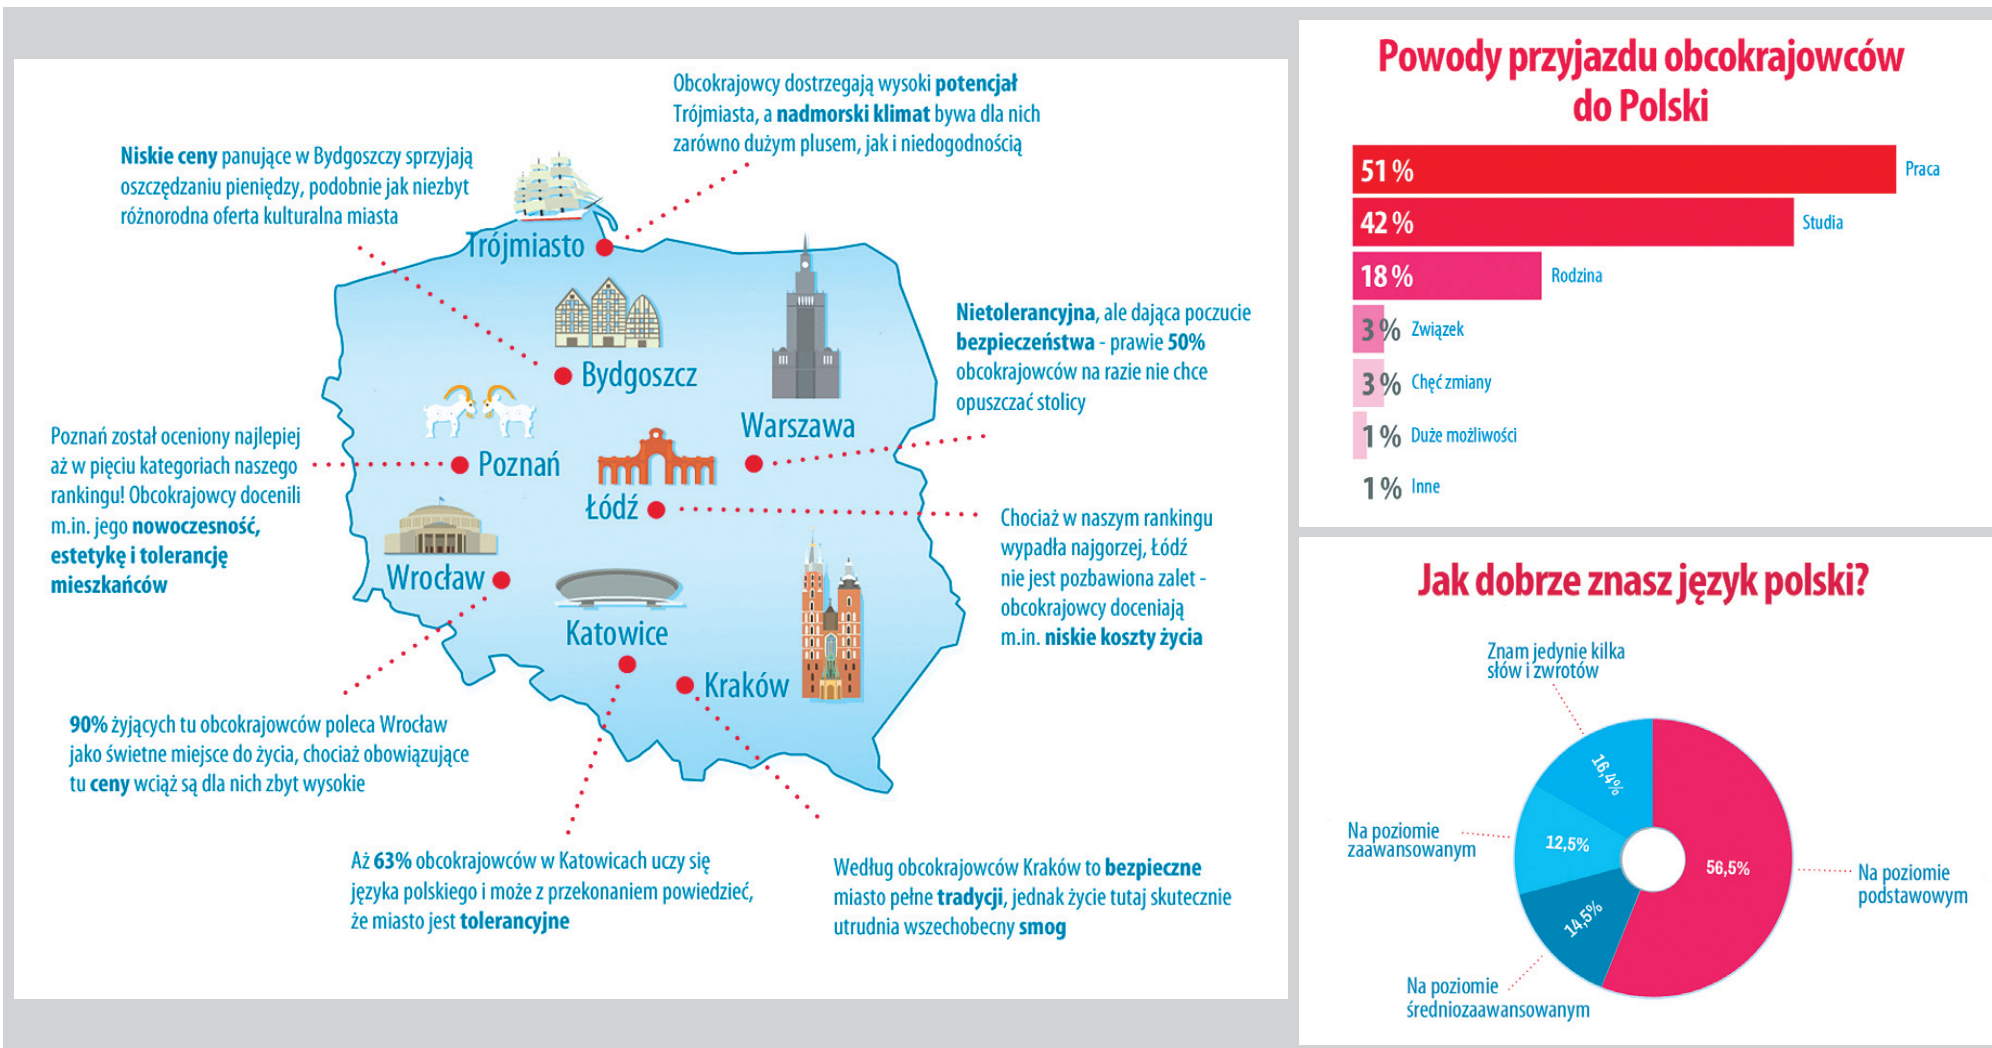 Obcokrajowcy dostrzegają wysoki potencjał
Trójmiasta, a nadmorski klimat bywa dla nich
zarówno dużym plusem, jak i niedogodnością
Niskie ceny panujące w Bydgoszczy sprzyjają
oszczędzaniu pieniędzy, podobnie jak niezbyt
różnorodna oferta kulturalna miasta
Trójmiasto
Bydgoszcz
Nietolerancyjna, ale dająca poczucie
bezpieczeństwa - prawie 50%
obcokrajowców na razie nie chce
opuszczać stolicy
Warszawa
Poznań został oceniony najlepiej
aż w pięciu kategoriach naszego
rankingu! Obcokrajowcy docenili
m.in. jego nowoczesność,
estetykę i tolerancję
mieszkańców
Poznań
Łódź
Chociaż w naszym rankingu
wypadła najgorzej, Łódź
nie jest pozbawiona zalet -
obcokrajowcy doceniają
m.in. niskie koszty życia
Wrocław
Katowice
Kraków
90% żyjących tu obcokrajowców poleca Wrocław
jako świetne miejsce do życia, chociaż obowiązujące
tu ceny wciąż są dla nich zbyt wysokie
Aż 63% obcokrajowców w Katowicach uczy się
języka polskiego i może z przekonaniem powiedzieć,
że miasto jest tolerancyjne
Według obcokrajowców Kraków to bezpieczne
miasto pełne tradycji, jednak życie tutaj skutecznie
utrudnia wszechobecny smog
Powody przyjazdu obcokrajowców
do Polski
51 % Praca
42 % Studia
18 % Rodzina
3 % Związek
3 % Chęć zmiany
1 % Duże możliwości
1 % Inne
Jak dobrze znasz język polski?
Znam jedynie kilka
słów i zwrotów
16,4%
Na poziomie
zaawansowanym
12,5%
56,5%
Na poziomie
podstawowym
14,5%
Na poziomie
średniozaawansowanym